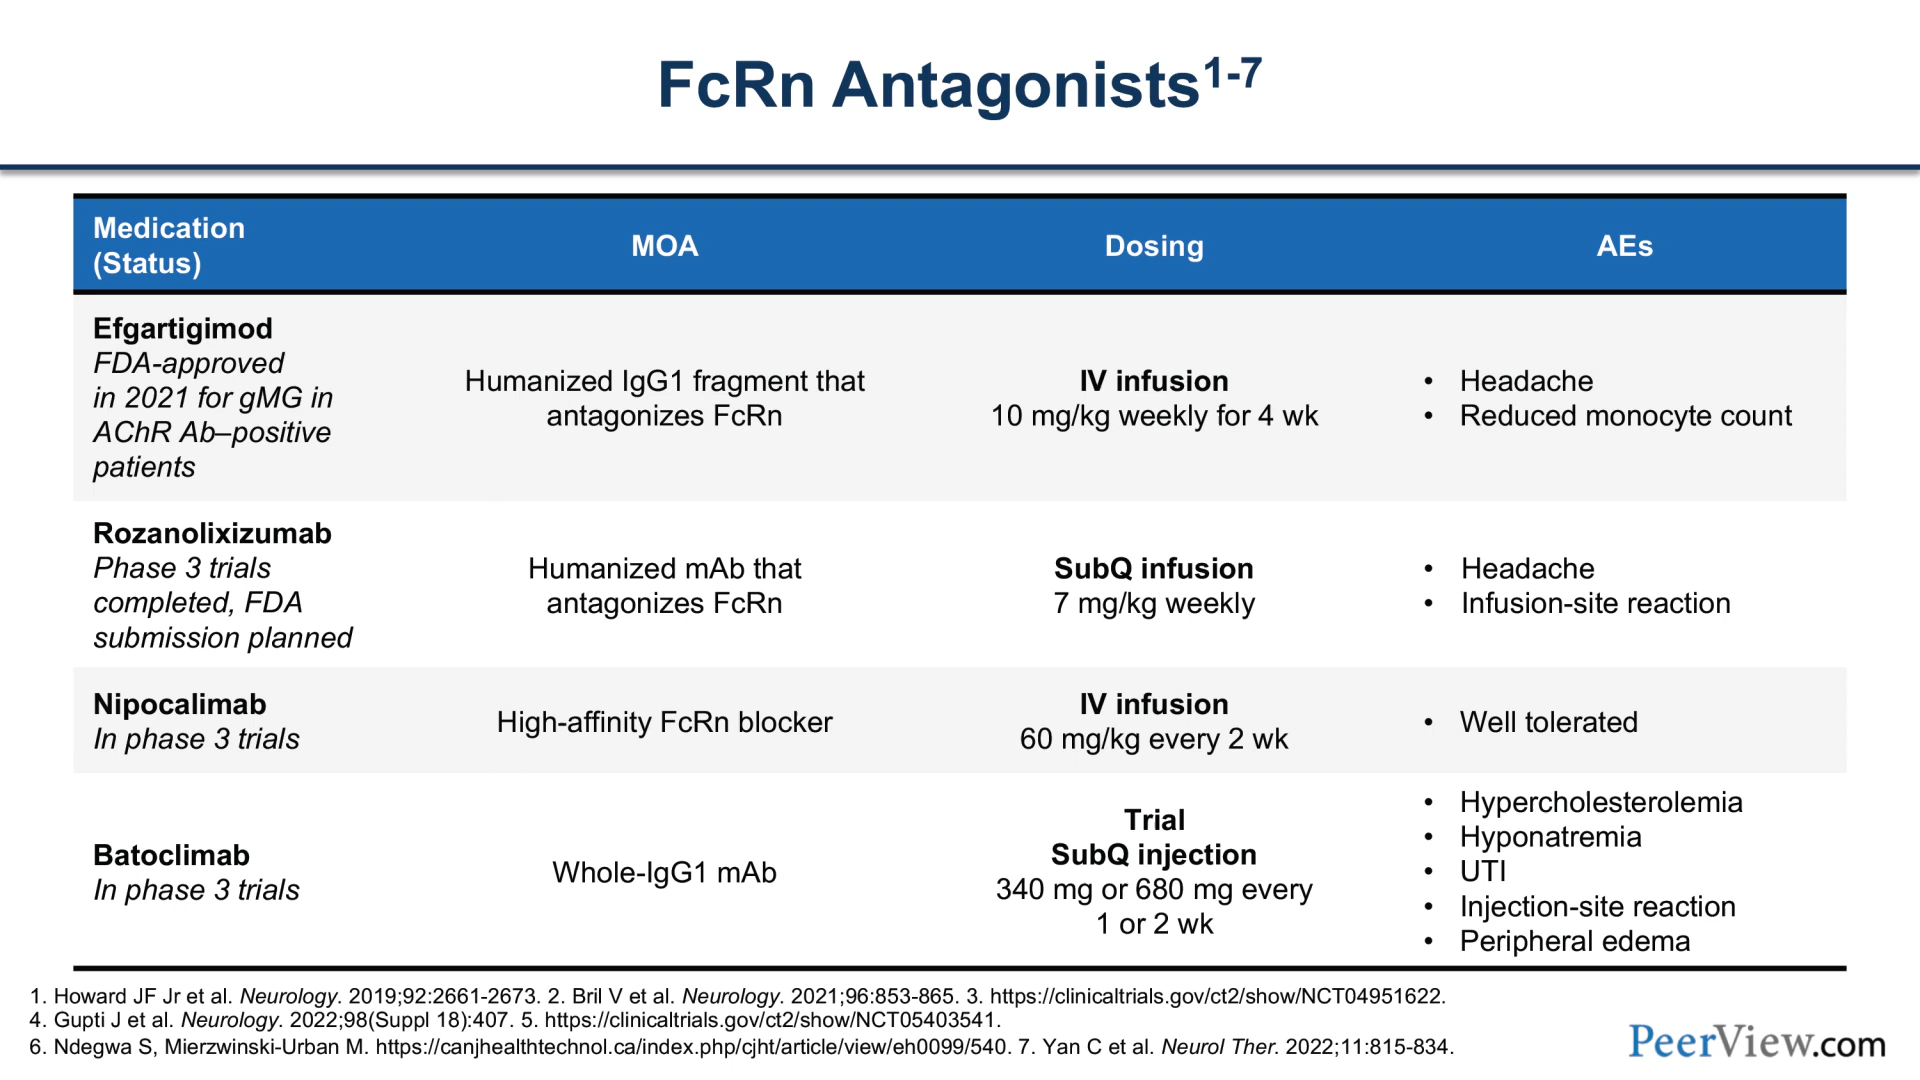 FcRn Antagonists1-7
Medication
(Status)
MOA
Dosing
AEs
Efgartigimod
FDA-approved
in 2021 for gMG in
AChR Ab–positive
patients
Humanized IgG1 fragment that
antagonizes FcRn
IV infusion
10 mg/kg weekly for 4 wk
• Headache
• Reduced monocyte count
Rozanolixizumab
Phase 3 trials
completed, FDA
submission planned
Humanized mAb that
antagonizes FcRn
SubQ infusion
7 mg/kg weekly
• Headache
• Infusion-site reaction
Nipocalimab
In phase 3 trials
High-affinity FcRn blocker
IV infusion
60 mg/kg every 2 wk
• Well tolerated
Batoclimab
In phase 3 trials
Whole-IgG1 mAb
Trial
SubQ injection
340 mg or 680 mg every
1 or 2 wk
• Hypercholesterolemia
• Hyponatremia
• UTI
• Injection-site reaction
• Peripheral edema
1. Howard JF Jr et al. Neurology. 2019;92:2661-2673. 2. Bril V et al. Neurology. 2021;96:853-865. 3. https://clinicaltrials.gov/ct2/show/NCT04951622.
4. Gupti J et al. Neurology. 2022;98(Suppl 18):407. 5. https://clinicaltrials.gov/ct2/show/NCT05403541.
6. Ndegwa S, Mierzwinski-Urban M. https://canjhealthtechnol.ca/index.php/cjht/article/view/eh0099/540. 7. Yan C et al. Neurol Ther. 2022;11:815-834.
PeerView.com